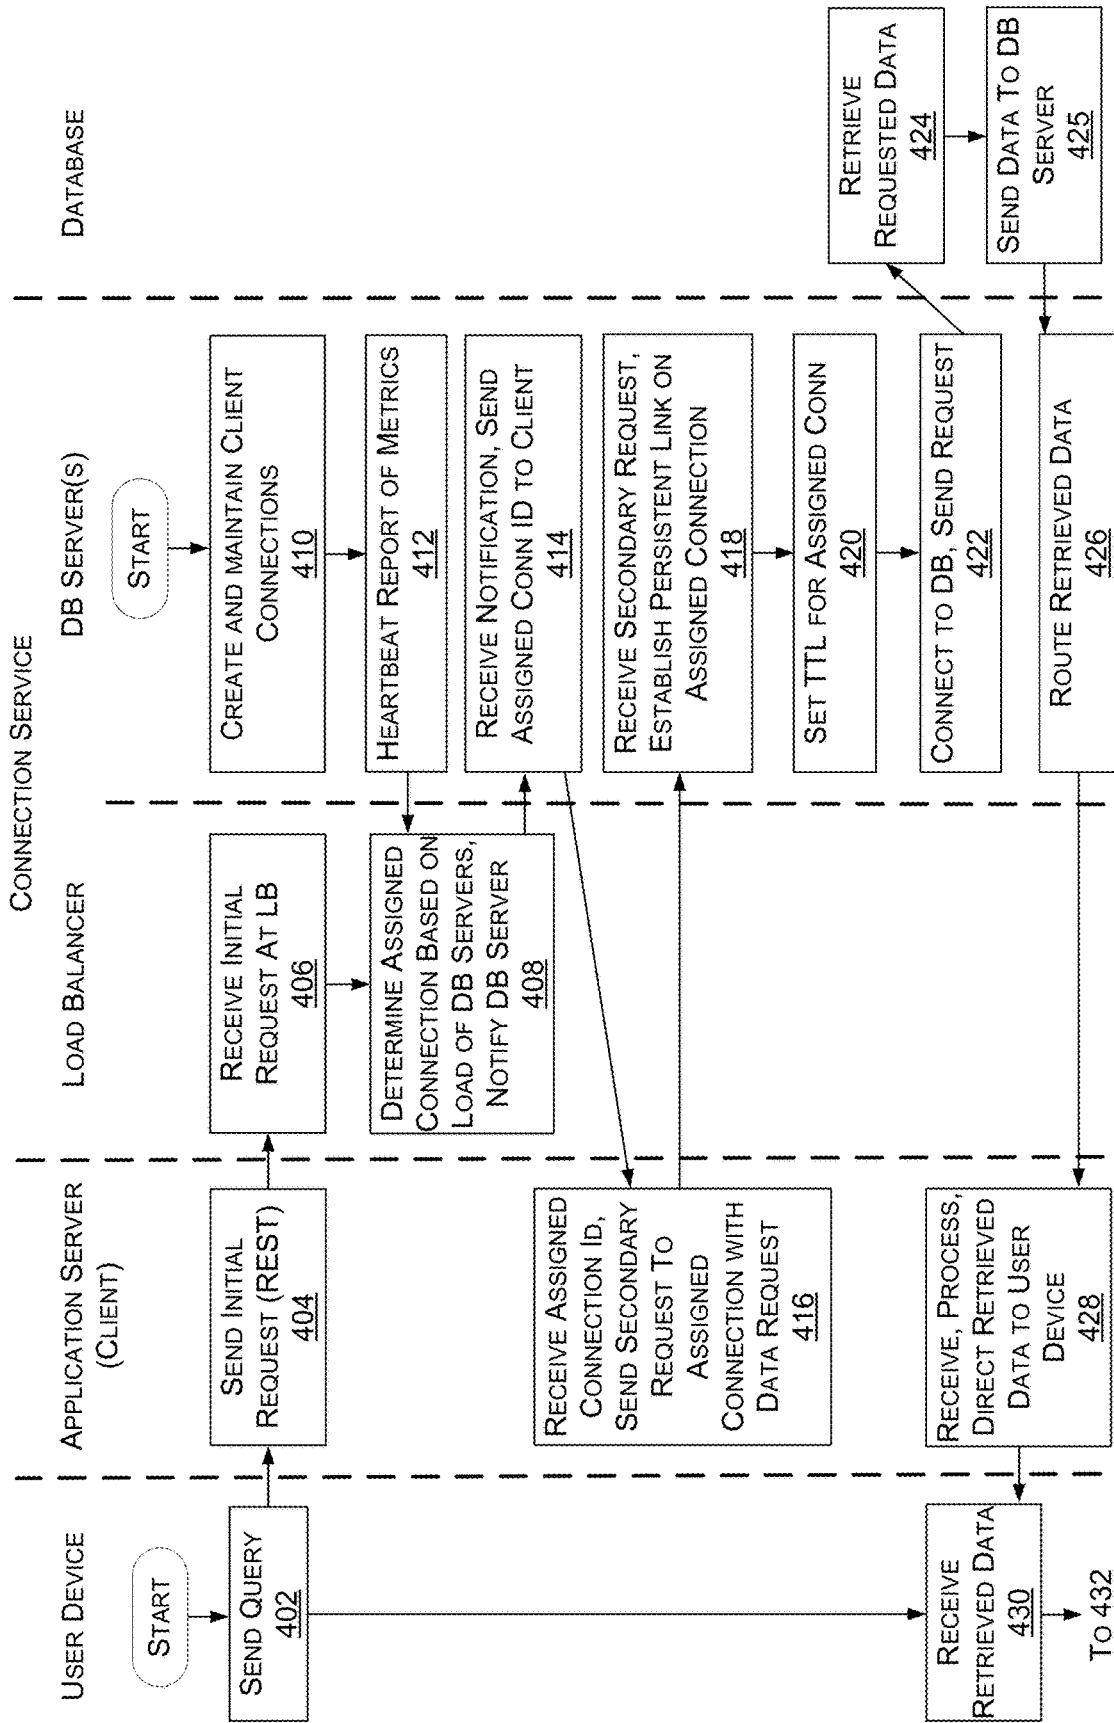 CONNECTION SERVICE
USER DEVICE
APPLICATION SERVER
(CLIENT)
LOAD BALANCER
DB SERVER(S)
DATABASE
START
SEND QUERY
402
SEND INITIAL
REQUEST (REST)
404
RECEIVE INITIAL
REQUEST AT LB
406
DETERMINE ASSIGNED
CONNECTION BASED ON
LOAD OF DB SERVERS,
NOTIFY DB SERVER
408
START
CREATE AND MAINTAIN CLIENT
CONNECTIONS
410
HEARTBEAT REPORT OF METRICS
412
RECEIVE NOTIFICATION, SEND
ASSIGNED CONN ID TO CLIENT
414
RECEIVE ASSIGNED
CONNECTION ID,
SEND SECONDARY
REQUEST TO
ASSIGNED
CONNECTION WITH
DATA REQUEST
416
RECEIVE SECONDARY REQUEST,
ESTABLISH PERSISTENT LINK ON
ASSIGNED CONNECTION
418
SET TTL FOR ASSIGNED CONN
420
CONNECT TO DB, SEND REQUEST
422
RETRIEVE
REQUESTED DATA
424
SEND DATA TO DB
SERVER
425
ROUTE RETRIEVED DATA
426
RECEIVE, PROCESS,
DIRECT RETRIEVED
DATA TO USER
DEVICE
428
RECEIVE
RETRIEVED DATA
430
TO 432